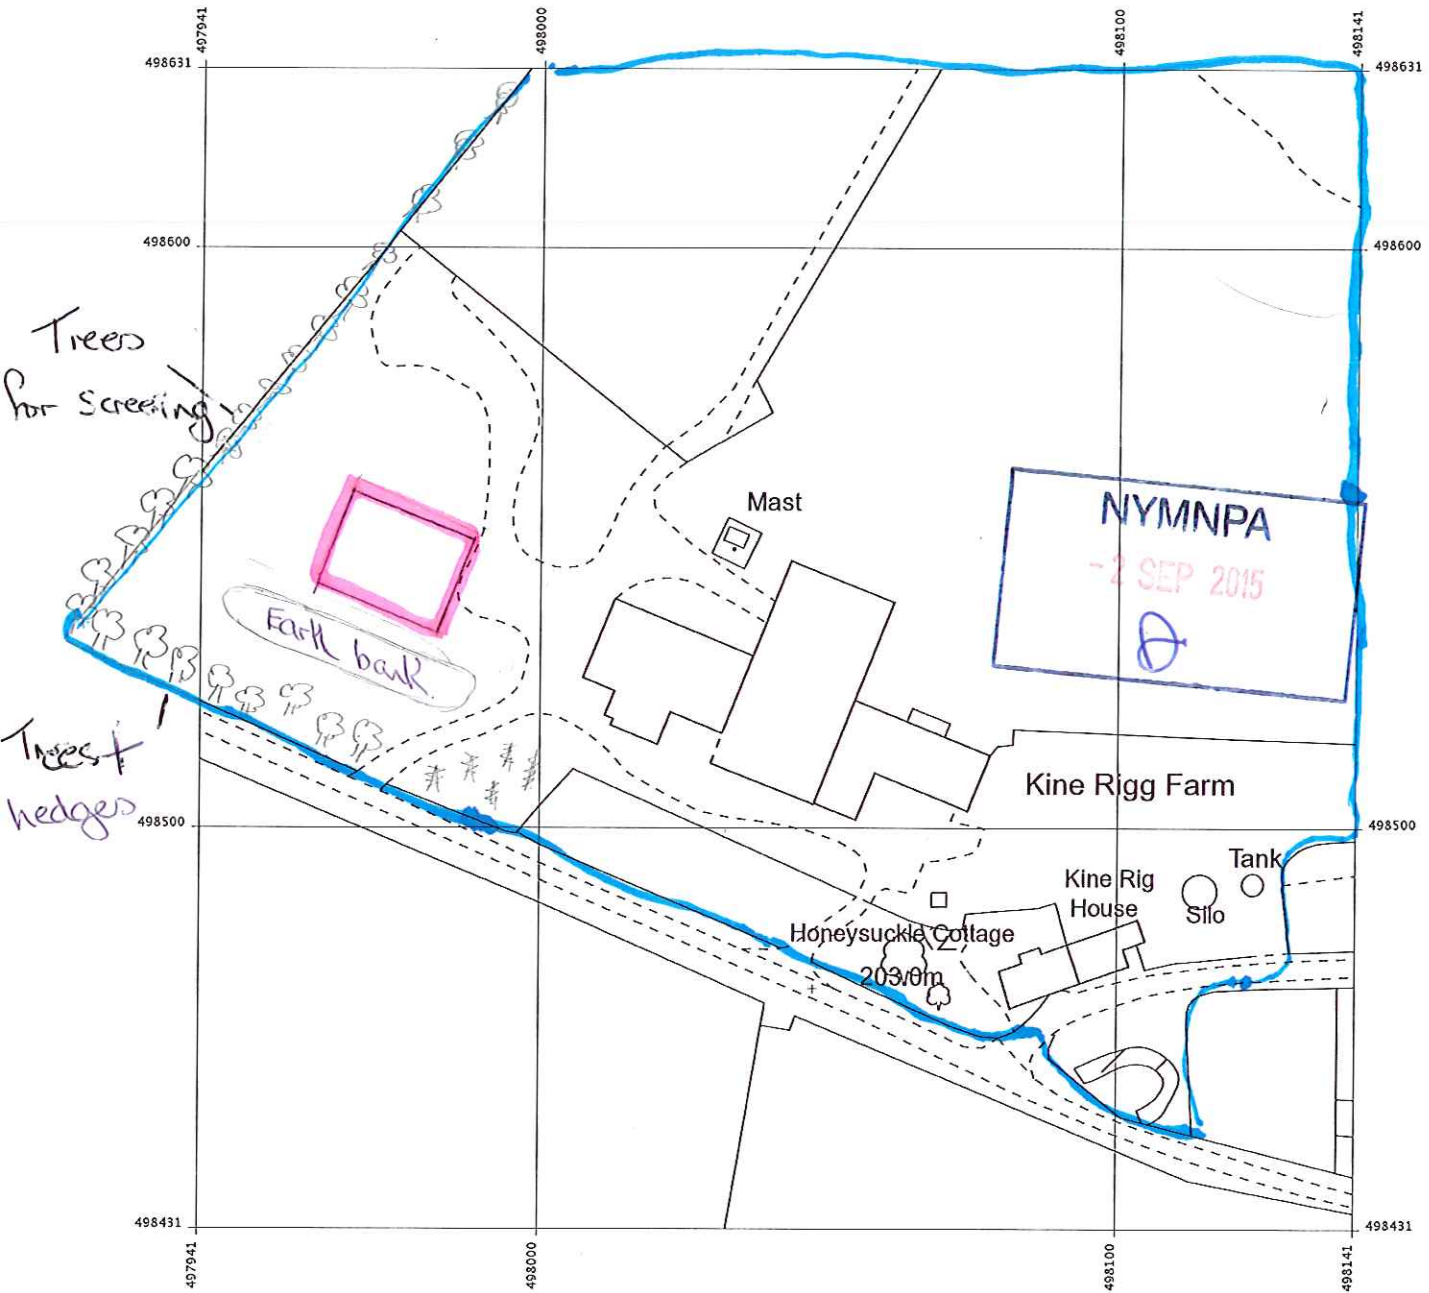 497941
498000
498100
498141
498631
498631
498600
498600
Trees
for screening
Mast
NYMNPA
-2 SEP 2015
Earth bank
Trees +
hedges
Kine Rigg Farm
498500
498500
Tank
Kine Rig
House
Silo
Honeysuckle Cottage
203.0m
498431
498431
497941
498000
498100
498141